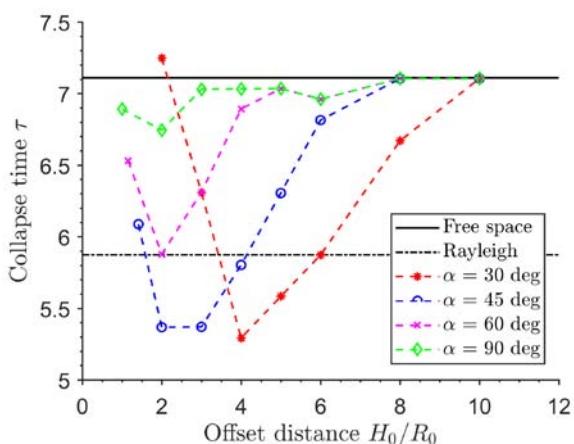 7.5
7
6.5
6
5.5
5
Collapse time τ
0 2 4 6 8 10 12
Offset distance H₀/R₀
Free space
Rayleigh
α = 30 deg
α = 45 deg
α = 60 deg
α = 90 deg